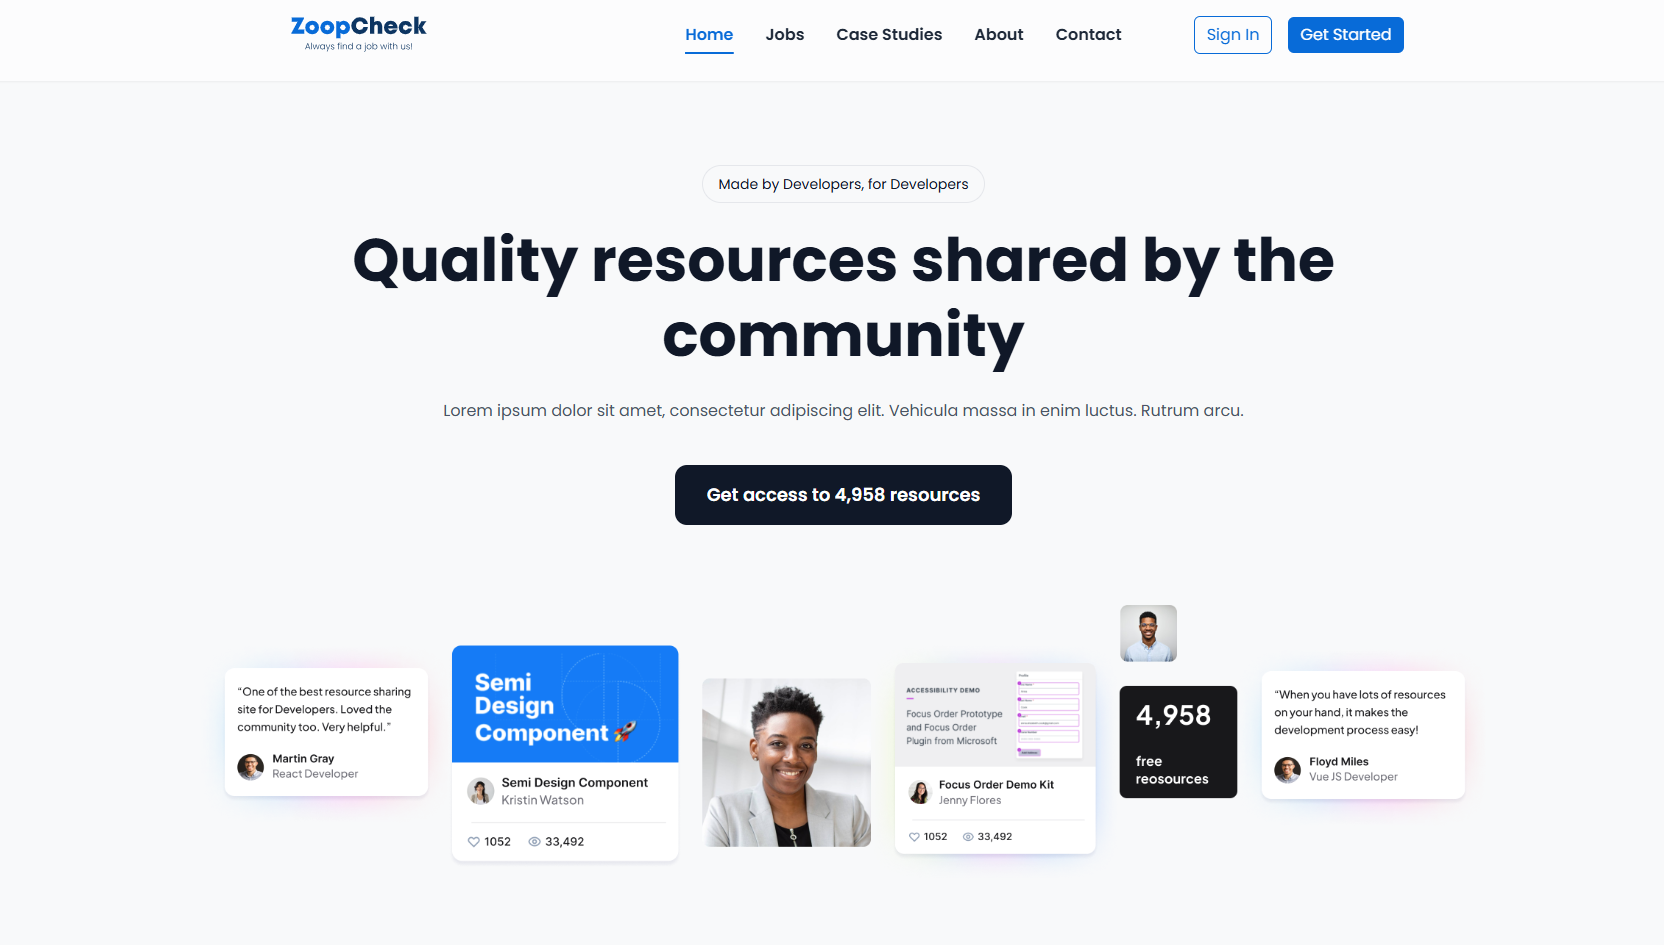 ZoopCheck
Always find a job with us!
Home
Jobs
Case Studies
About
Contact
Sign In
Get Started
Made by Developers, for Developers
Quality resources shared by the
community
Lorem ipsum dolor sit amet, consectetur adipiscing elit. Vehicula massa in enim luctus. Rutrum arcu.
Get access to 4,958 resources
“One of the best resource sharing
site for Developers. Loved the
community too. Very helpful.”
Martin Gray
React Developer
Semi
Design
Component 🚀
Semi Design Component
Kristin Watson
1052
33,492
ACCESSIBILITY DEMO
Focus Order Prototype
and Focus Order
Plugin from Microsoft
Profile
Focus Order Demo Kit
Jenny Flores
1052
33,492
4,958
free
reosources
“When you have lots of resources
on your hand, it makes the
development process easy!
Floyd Miles
Vue JS Developer